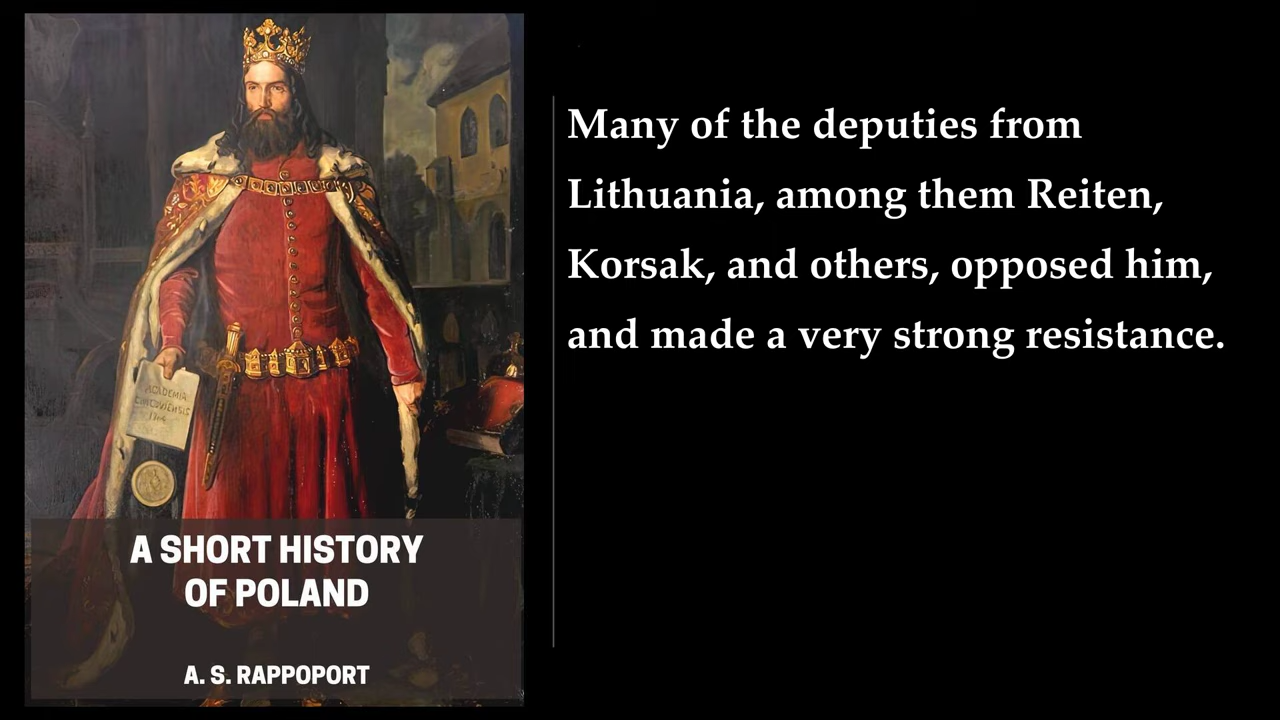 Many of the deputies from
Lithuania, among them Reiten,
Korsak, and others, opposed him,
and made a very strong resistance.
ACADEMIA
A SHORT HISTORY
OF POLAND
A. S. RAPPOPORT